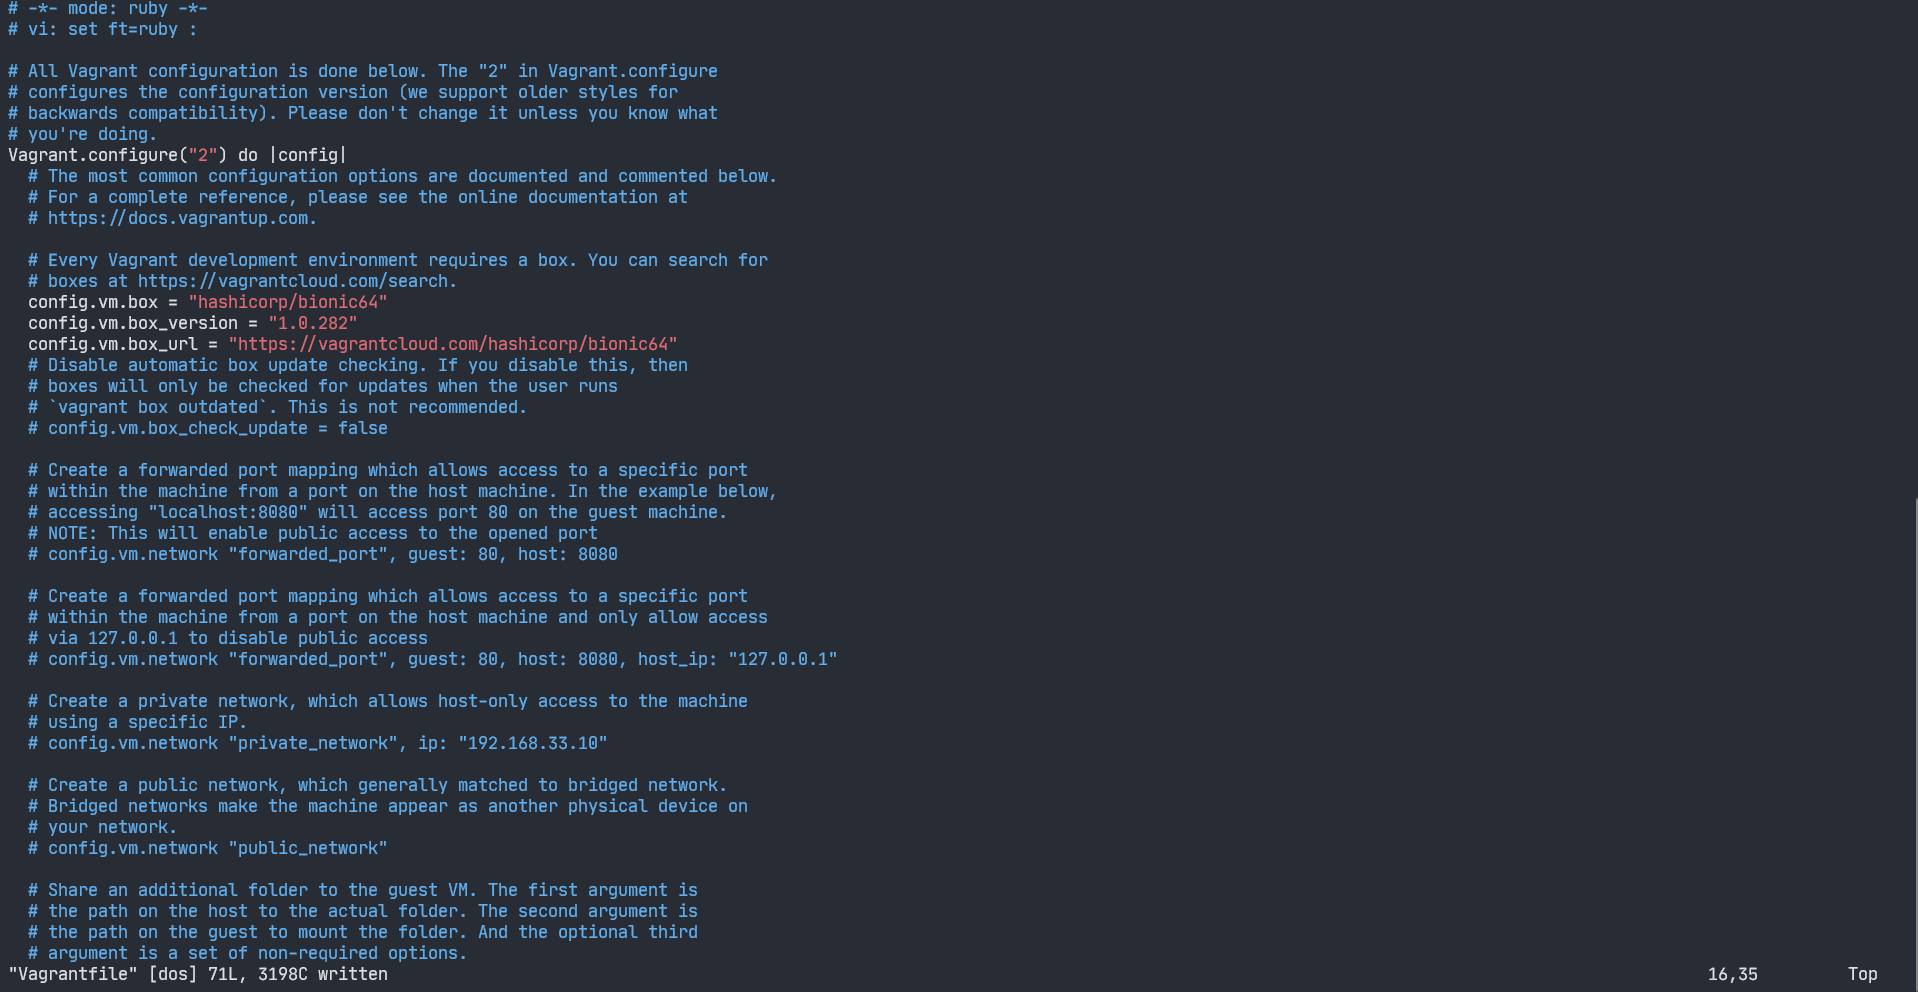 # -*- mode: ruby -*-
# vi: set ft=ruby :

# All Vagrant configuration is done below. The "2" in Vagrant.configure
# configures the configuration version (we support older styles for
# backwards compatibility). Please don't change it unless you know what
# you're doing.
Vagrant.configure("2") do |config|
  # The most common configuration options are documented and commented below.
  # For a complete reference, please see the online documentation at
  # https://docs.vagrantup.com.

  # Every Vagrant development environment requires a box. You can search for
  # boxes at https://vagrantcloud.com/search.
  config.vm.box = "hashicorp/bionic64"
  config.vm.box_version = "1.0.282"
  config.vm.box_url = "https://vagrantcloud.com/hashicorp/bionic64"
  # Disable automatic box update checking. If you disable this, then
  # boxes will only be checked for updates when the user runs
  # `vagrant box outdated`. This is not recommended.
  # config.vm.box_check_update = false

  # Create a forwarded port mapping which allows access to a specific port
  # within the machine from a port on the host machine. In the example below,
  # accessing "localhost:8080" will access port 80 on the guest machine.
  # NOTE: This will enable public access to the opened port
  # config.vm.network "forwarded_port", guest: 80, host: 8080

  # Create a forwarded port mapping which allows access to a specific port
  # within the machine from a port on the host machine and only allow access
  # via 127.0.0.1 to disable public access
  # config.vm.network "forwarded_port", guest: 80, host: 8080, host_ip: "127.0.0.1"

  # Create a private network, which allows host-only access to the machine
  # using a specific IP.
  # config.vm.network "private_network", ip: "192.168.33.10"

  # Create a public network, which generally matched to bridged network.
  # Bridged networks make the machine appear as another physical device on
  # your network.
  # config.vm.network "public_network"

  # Share an additional folder to the guest VM. The first argument is
  # the path on the host to the actual folder. The second argument is
  # the path on the guest to mount the folder. And the optional third
  # argument is a set of non-required options.
"Vagrantfile" [dos] 71L, 3198C written 16,35 Top